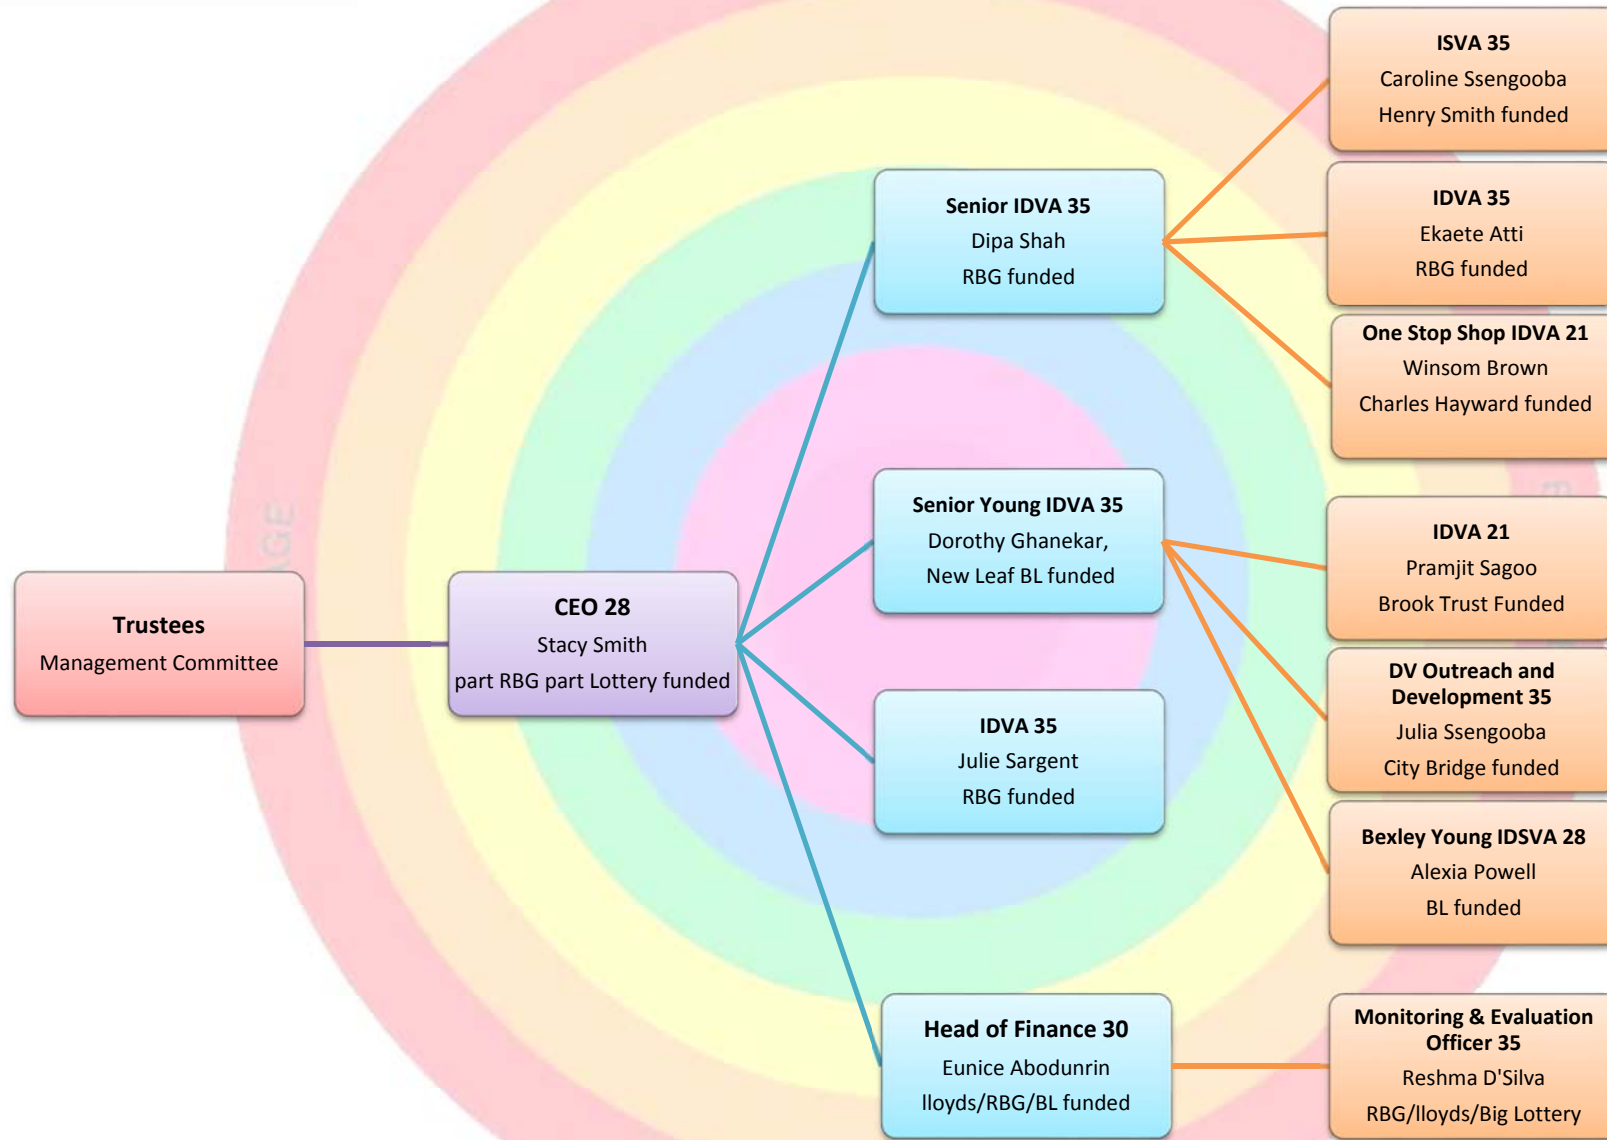 Trustees
Management Committee
CEO 28
Stacy Smith
part RBG part Lottery funded
Senior IDVA 35
Dipa Shah
RBG funded
ISVA 35
Caroline Ssengooba
Henry Smith funded
IDVA 35
Ekaete Atti
RBG funded
One Stop Shop IDVA 21
Winsom Brown
Charles Hayward funded
Senior Young IDVA 35
Dorothy Ghanekar,
New Leaf BL funded
IDVA 21
Pramjit Sagoo
Brook Trust Funded
DV Outreach and
Development 35
Julia Ssengooba
City Bridge funded
Bexley Young IDSVA 28
Alexia Powell
BL funded
IDVA 35
Julie Sargent
RBG funded
Head of Finance 30
Eunice Abodunrin
lloyds/RBG/BL funded
Monitoring & Evaluation
Officer 35
Reshma D'Silva
RBG/lloyds/Big Lottery